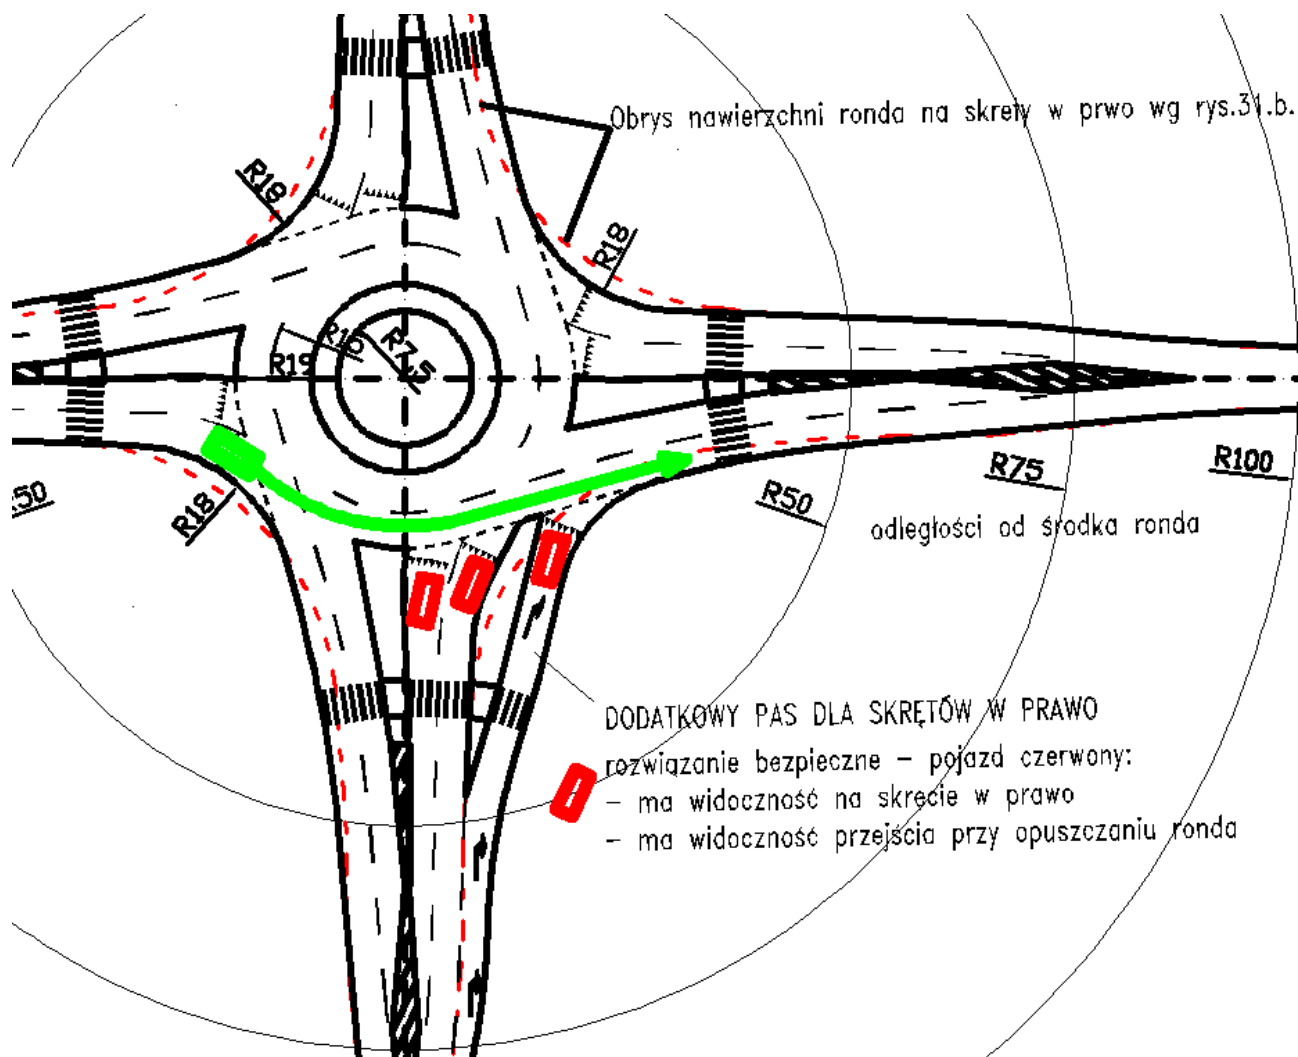 Obrys nawierzchni ronda na skręty w prwo wg rys.31.b.
R18
R18
R15
R7,5
R19
R50
R18
R50
R75
R100
odległości od środka ronda
DODATKOWY PAS DLA SKRĘTÓW W PRAWO
rozwiązanie bezpieczne – pojazd czerwony:
– ma widoczność na skręcie w prawo
– ma widoczność przejścia przy opuszczaniu ronda